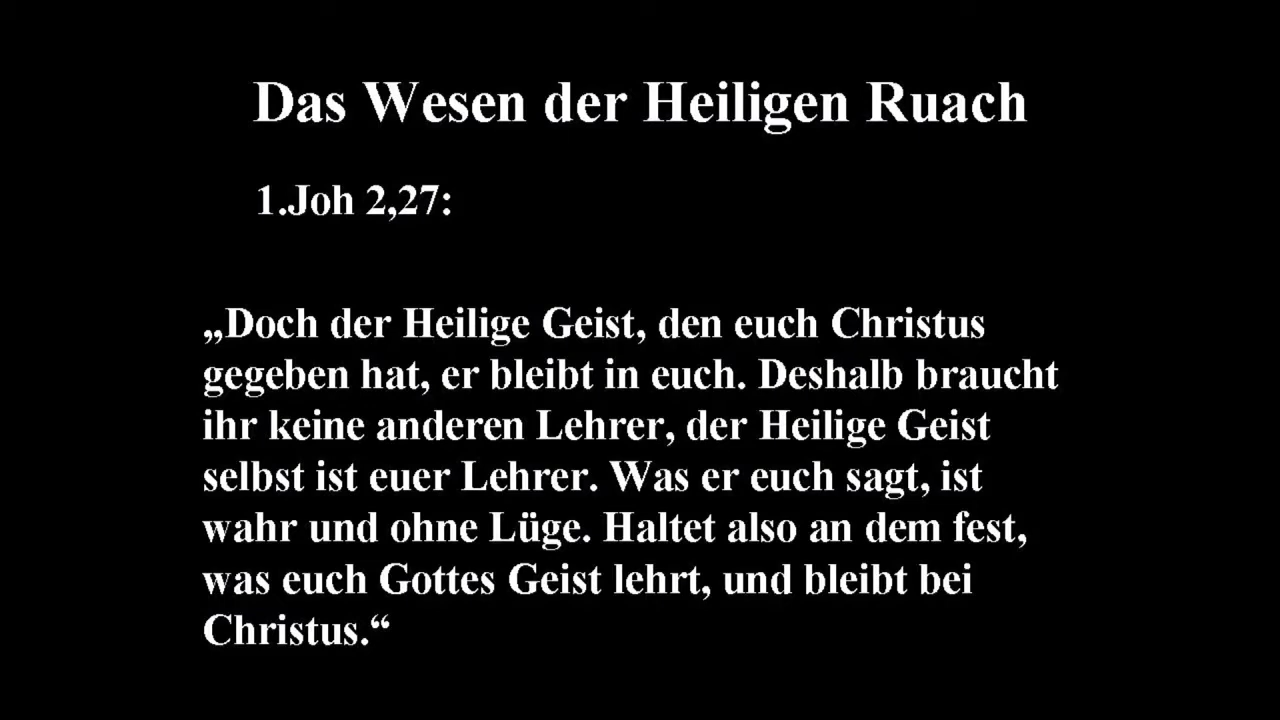 Das Wesen der Heiligen Ruach
1.Joh 2,27:
„Doch der Heilige Geist, den euch Christus
gegeben hat, er bleibt in euch. Deshalb braucht
ihr keine anderen Lehrer, der Heilige Geist
selbst ist euer Lehrer. Was er euch sagt, ist
wahr und ohne Lüge. Haltet also an dem fest,
was euch Gottes Geist lehrt, und bleibt bei
Christus.“